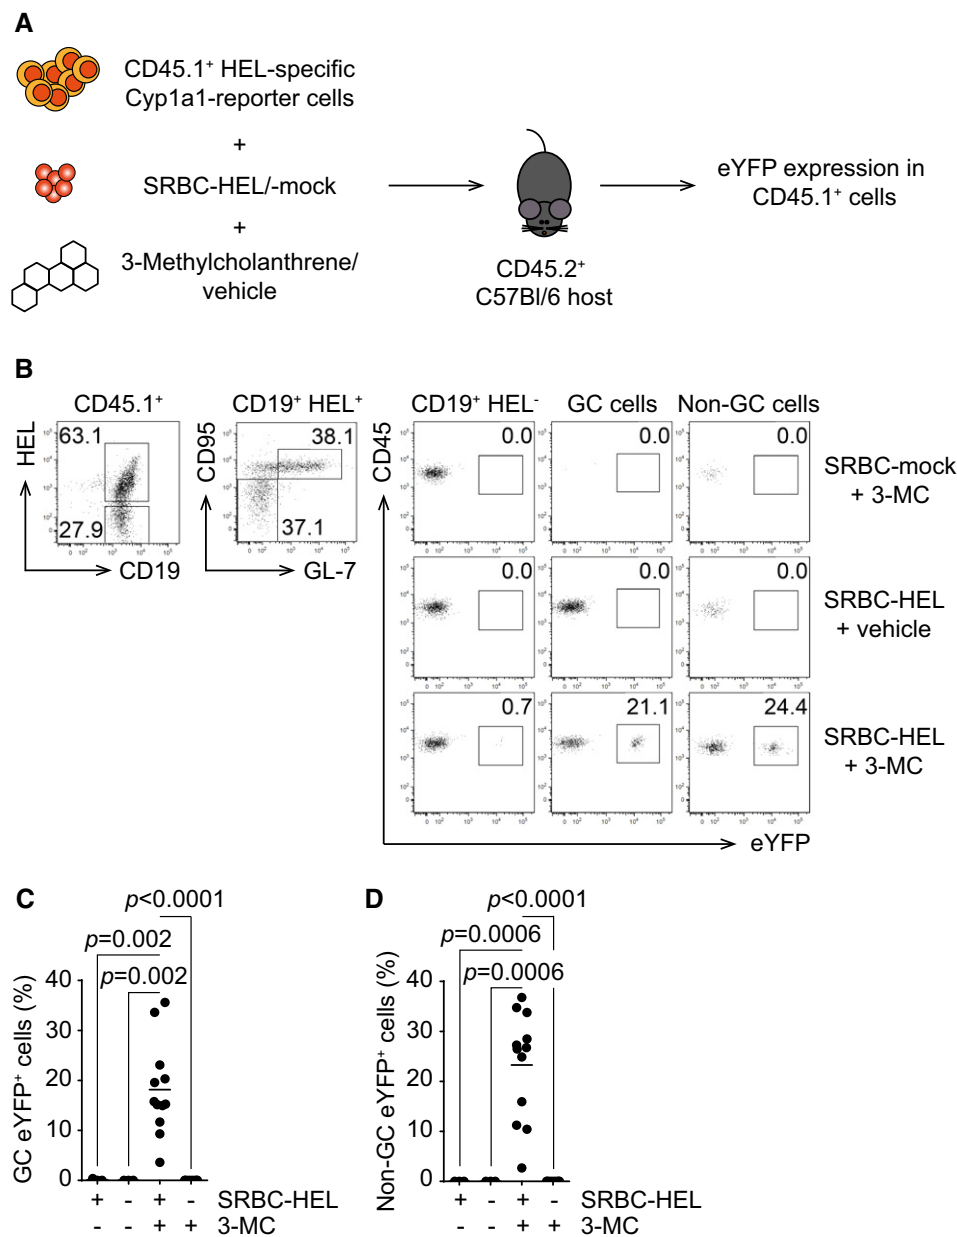 A
CD45.1⁺ HEL-specific
Cyp1a1-reporter cells
+
SRBC-HEL/-mock
+
3-Methylcholanthrene/
vehicle
CD45.2⁺
C57Bl/6 host
eYFP expression in
CD45.1⁺ cells
B
CD45.1⁺
HEL
63.1
27.9
CD19
CD19⁺ HEL⁺
CD95
38.1
37.1
GL-7
CD45
CD19⁺ HEL⁻ GC cells Non-GC cells
0.0 0.0 0.0
SRBC-mock
+ 3-MC
0.0 0.0 0.0
SRBC-HEL
+ vehicle
0.7 21.1 24.4
SRBC-HEL
+ 3-MC
eYFP
C
p<0.0001
p=0.002
p=0.002
GC eYFP⁺ cells (%)
40
30
20
10
0
+ - + - SRBC-HEL
- - + + 3-MC
D
p<0.0001
p=0.0006
p=0.0006
Non-GC eYFP⁺ cells (%)
40
30
20
10
0
+ - + - SRBC-HEL
- - + + 3-MC